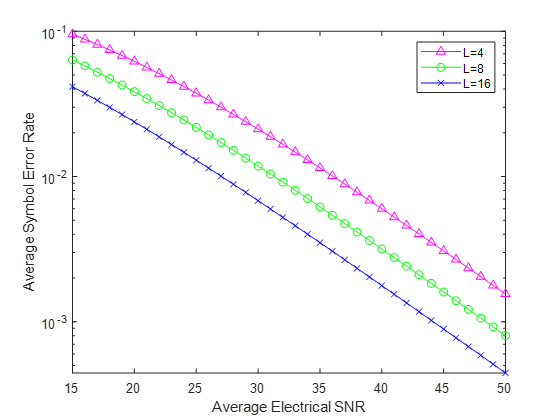 L=4
L=8
L=16
10^-1
10^-2
10^-3
Average Symbol Error Rate
15 20 25 30 35 40 45 50
Average Electrical SNR